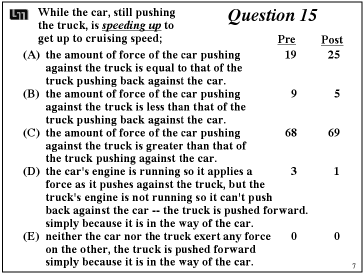 While the car, still pushing
the truck, is speeding up to
get up to cruising speed;
Question 15
Pre Post
(A) the amount of force of the car pushing 19 25
against the truck is equal to that of the
truck pushing back against the car.
(B) the amount of force of the car pushing 9 5
against the truck is less than that of the
truck pushing back against the car.
(C) the amount of force of the car pushing 68 69
against the truck is greater than that of
the truck pushing against the car.
(D) the car's engine is running so it applies a 3 1
force as it pushes against the truck, but the
truck's engine is not running so it can't push
back against the car -- the truck is pushed forward.
simply because it is in the way of the car.
(E) neither the car nor the truck exert any force 0 0
on the other, the truck is pushed forward
simply because it is in the way of the car.
7